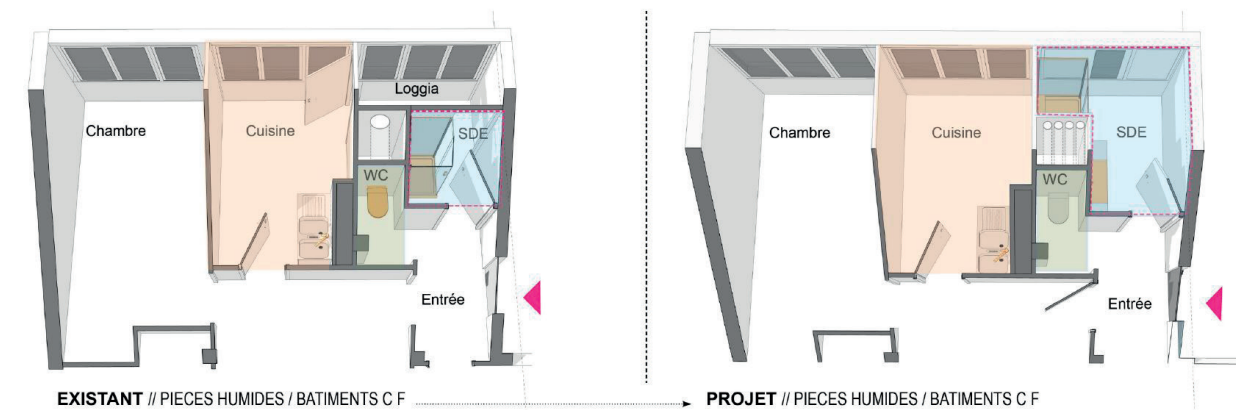 Loggia
Chambre
Cuisine
SDE
WC
Entrée
EXISTANT // PIECES HUMIDES / BATIMENTS C F
Chambre
Cuisine
SDE
WC
Entrée
PROJET // PIECES HUMIDES / BATIMENTS C F